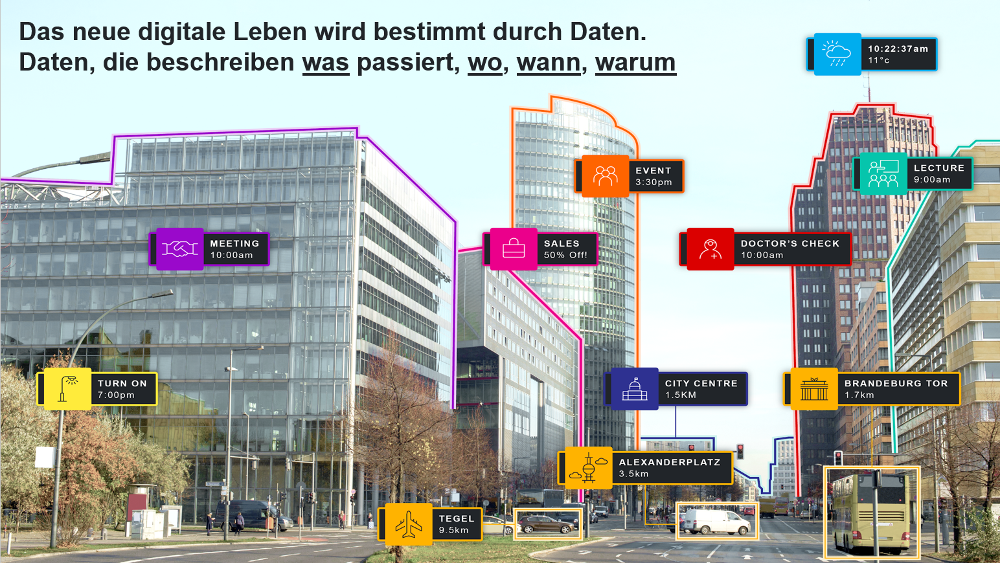 Das neue digitale Leben wird bestimmt durch Daten.
Daten, die beschreiben was passiert, wo, wann, warum
10:22:37am
11°c
EVENT
3:30pm
LECTURE
9:00am
MEETING
10:00am
SALES
50% Off!
DOCTOR'S CHECK
10:00am
TURN ON
7:00pm
CITY CENTRE
1.5KM
BRANDEBURG TOR
1.7km
ALEXANDERPLATZ
3.5km
TEGEL
9.5km